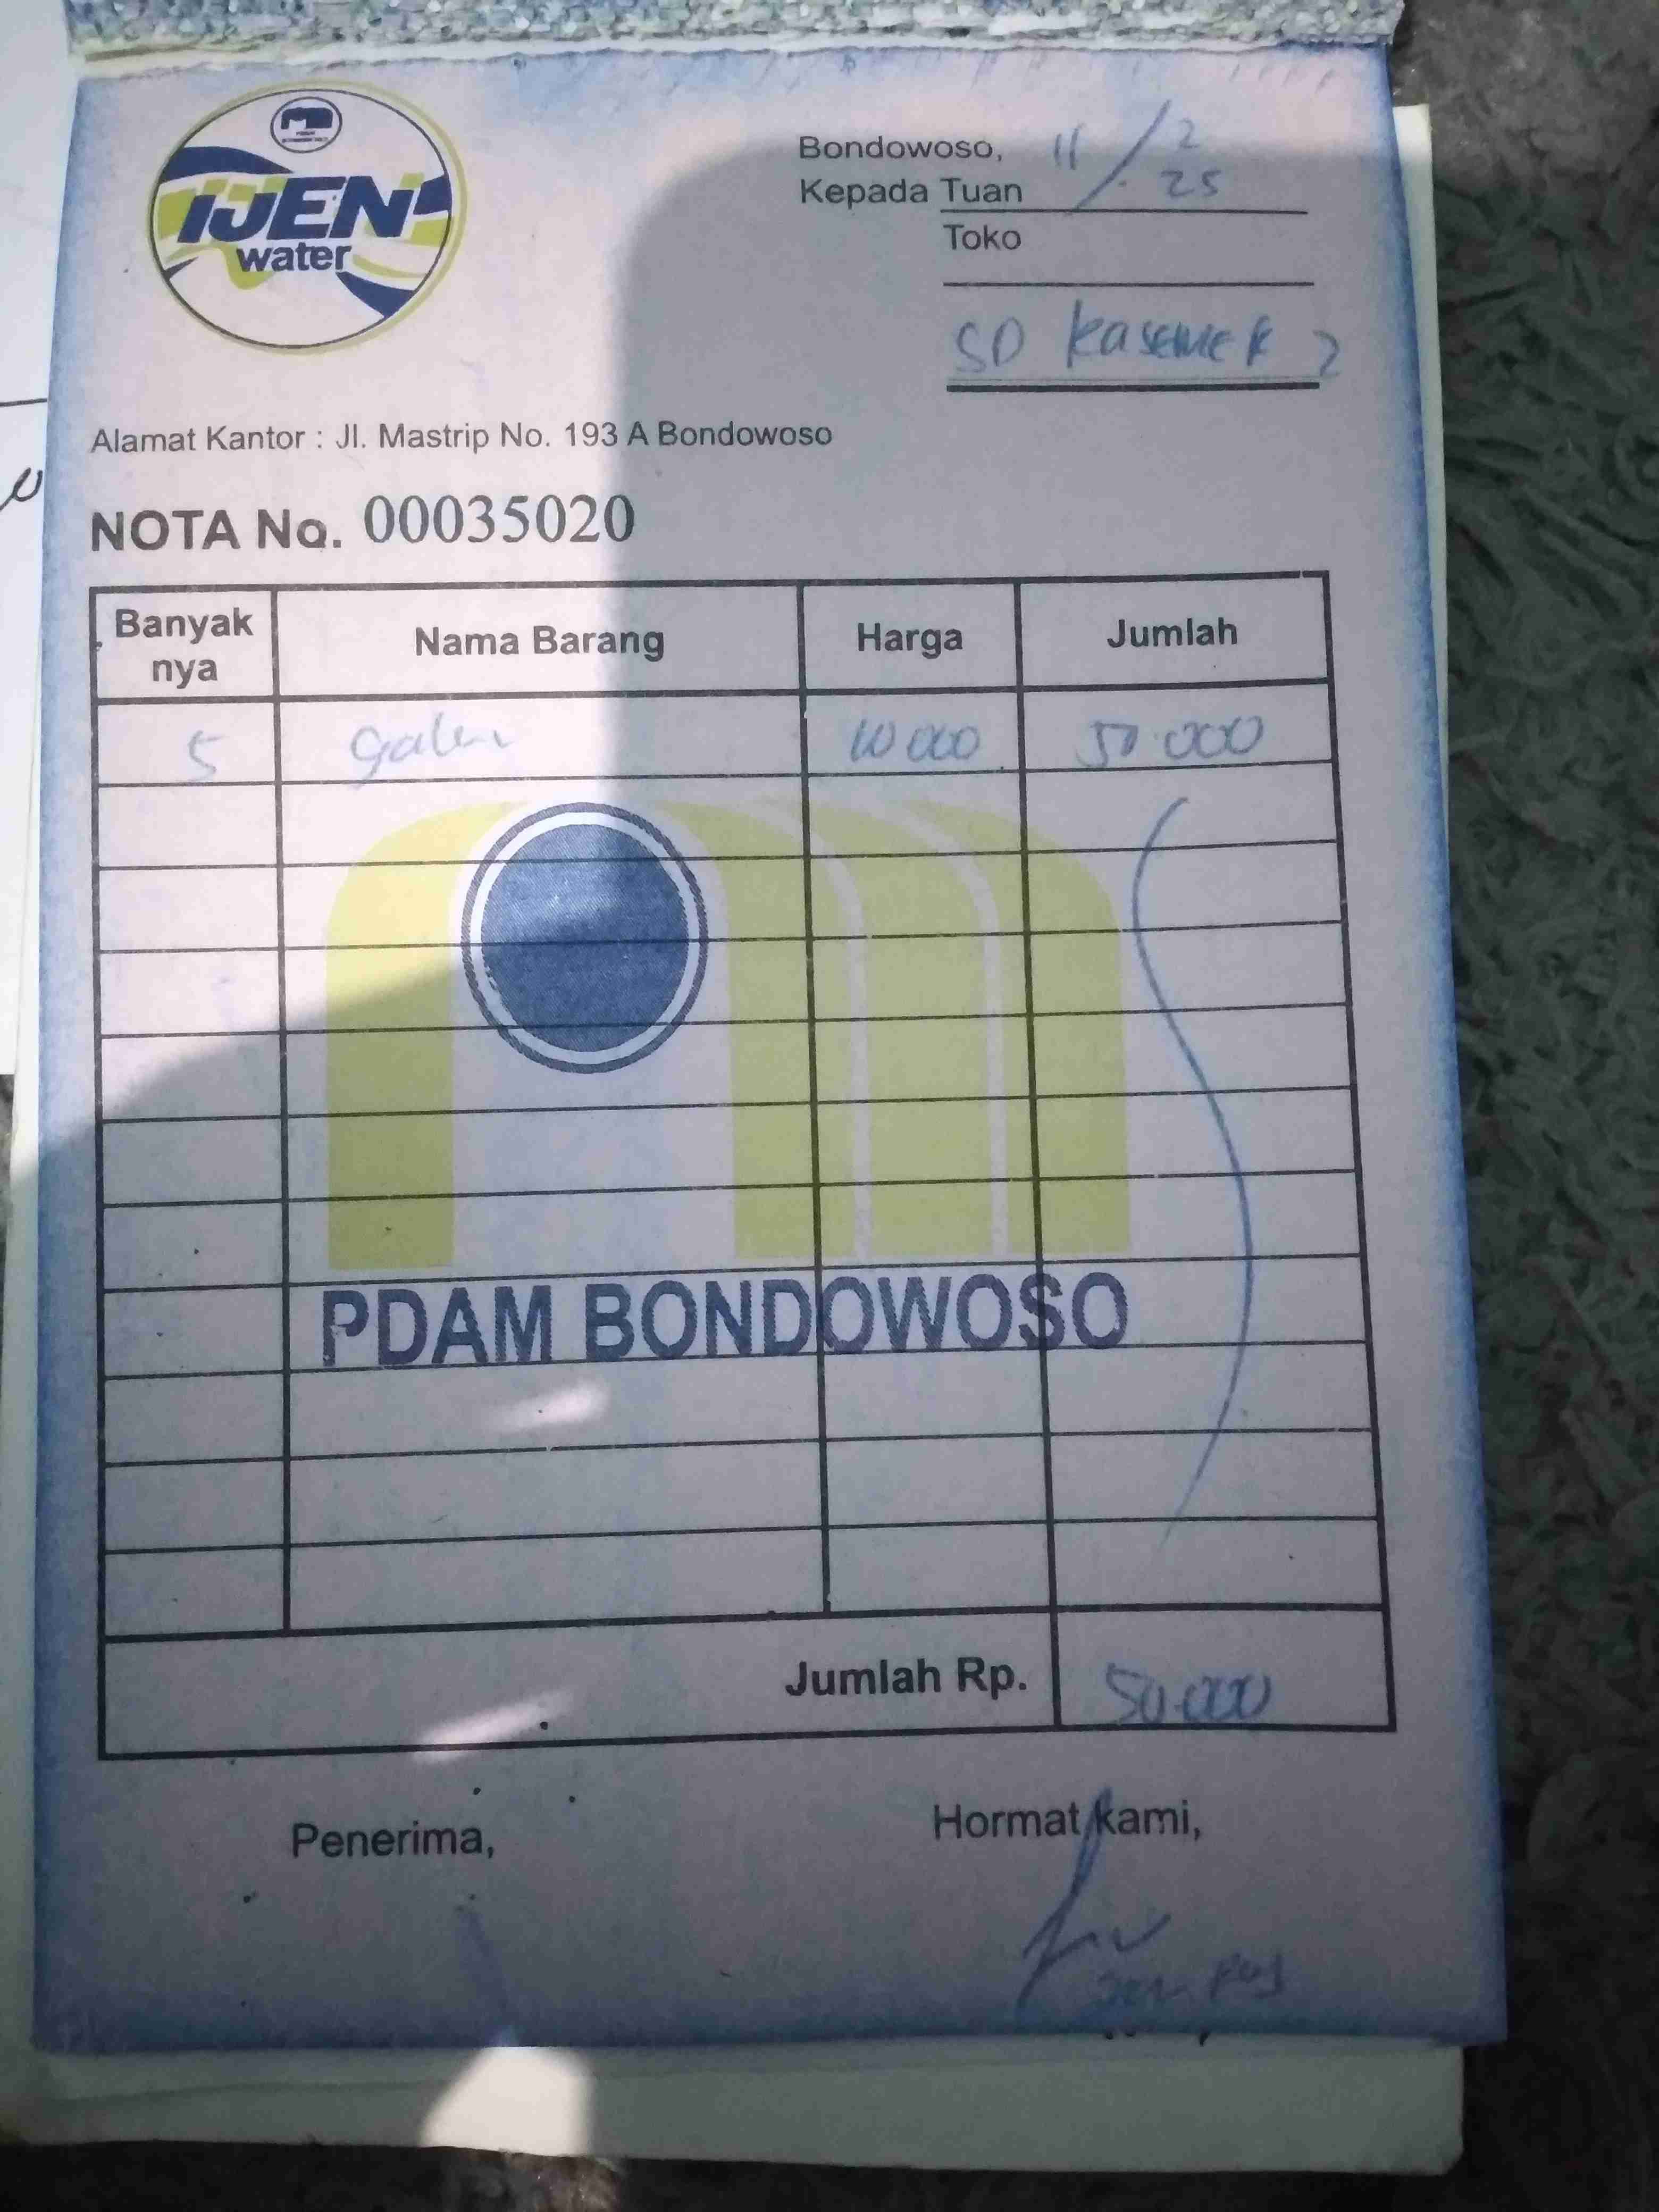 IJEN
water
Bondowoso, 11/2
25
Kepada Tuan
Toko
SD Kasemek 2
Alamat Kantor : Jl. Mastrip No. 193 A Bondowoso
NOTA No. 00035020
Banyak nya Nama Barang Harga Jumlah
5 galon 10 000 50.000
PDAM BONDOWOSO
Jumlah Rp. 50.000
Penerima, Hormat kami,